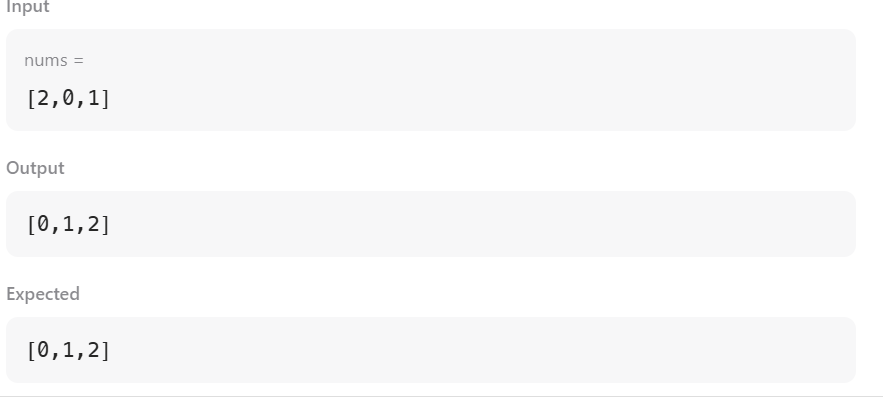 Input
nums =
[2,0,1]
Output
[0,1,2]
Expected
[0,1,2]